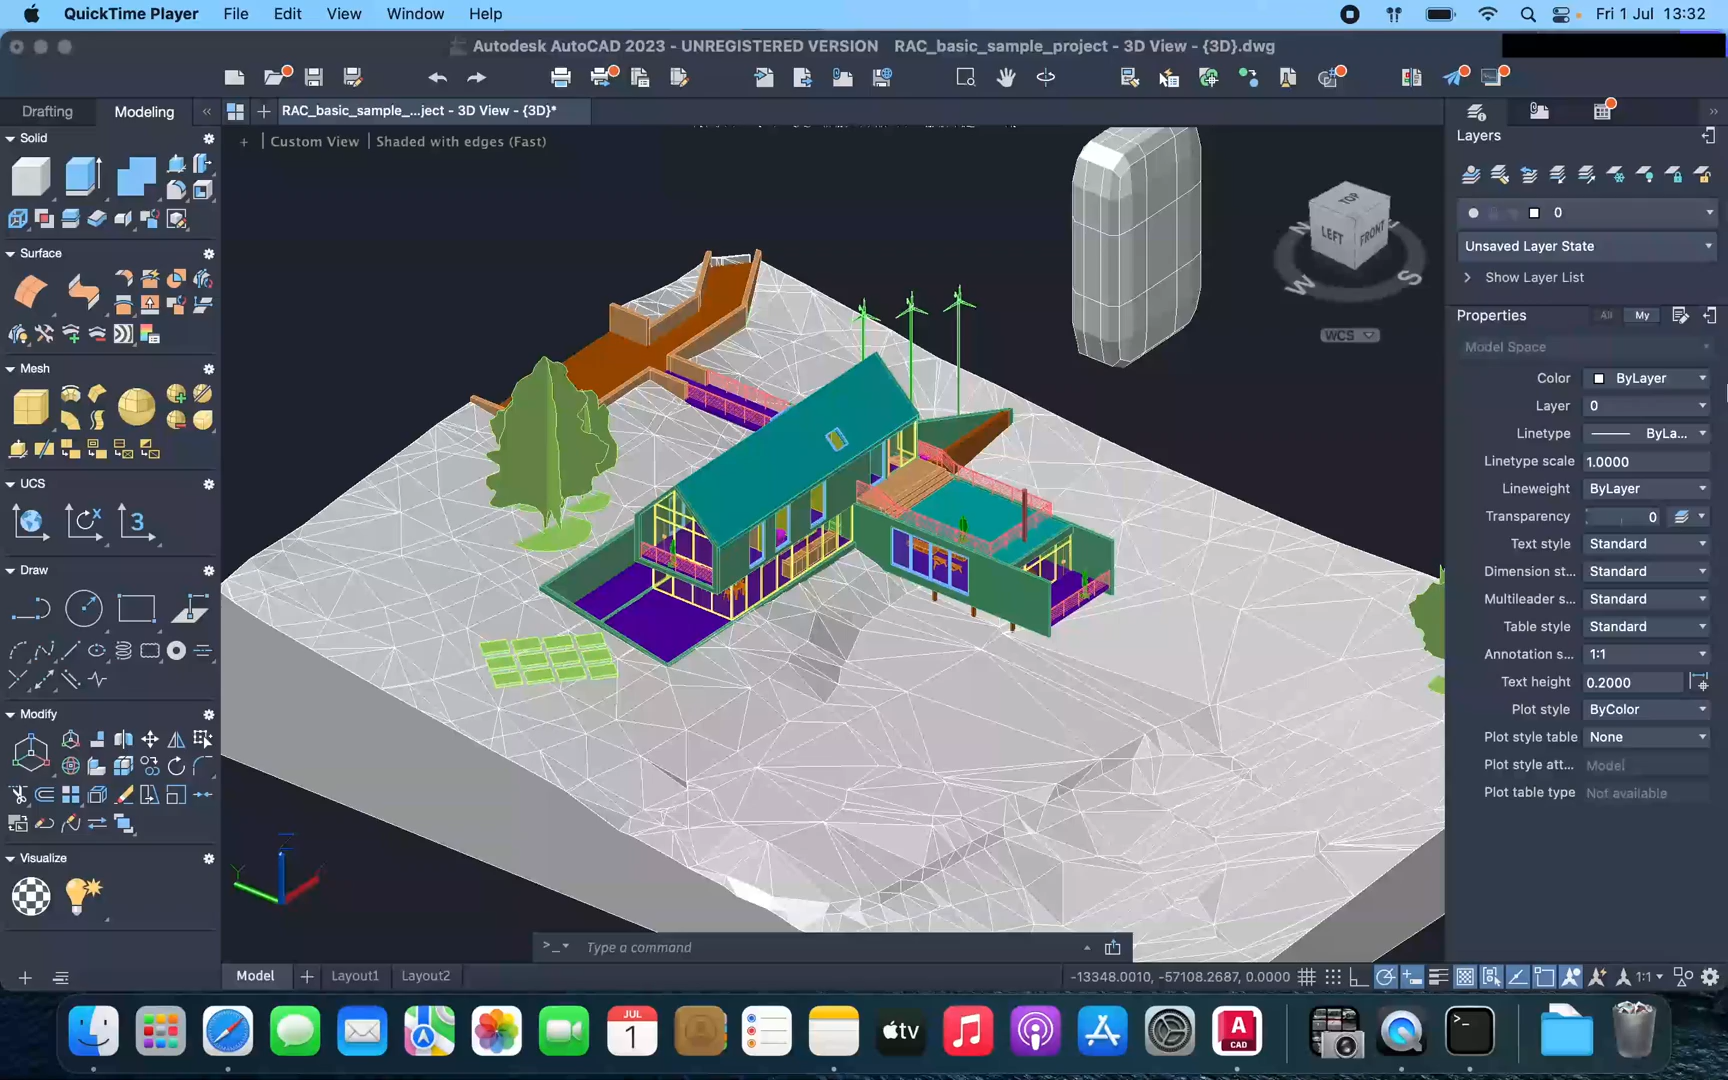 QuickTime Player File Edit View Window Help Fri 1 Jul 13:32
Autodesk AutoCAD 2023 - UNREGISTERED VERSION RAC_basic_sample_project - 3D View - {3D}.dwg
Drafting Modeling « RAC_basic_sample_...ject - 3D View - {3D}* »
Solid
+ | Custom View | Shaded with edges (Fast)
Layers
0
Unsaved Layer State
Show Layer List
TOP
LEFT FRONT
N W S
WCS
Surface
Properties All My
Model Space
Color ByLayer
Layer 0
Linetype ByLa...
Linetype scale 1.0000
Lineweight ByLayer
Transparency 0
Text style Standard
Dimension st... Standard
Multileader s... Standard
Table style Standard
Annotation s... 1:1
Text height 0.2000
Plot style ByColor
Plot style table None
Plot style att... Model
Plot table type Not available
Mesh
UCS
x 3
Draw
Modify
Visualize
>_ Type a command
Model + Layout1 Layout2 -13348.0010, -57108.2687, 0.0000 1:1
JUL
1
tv
A
CAD
>_